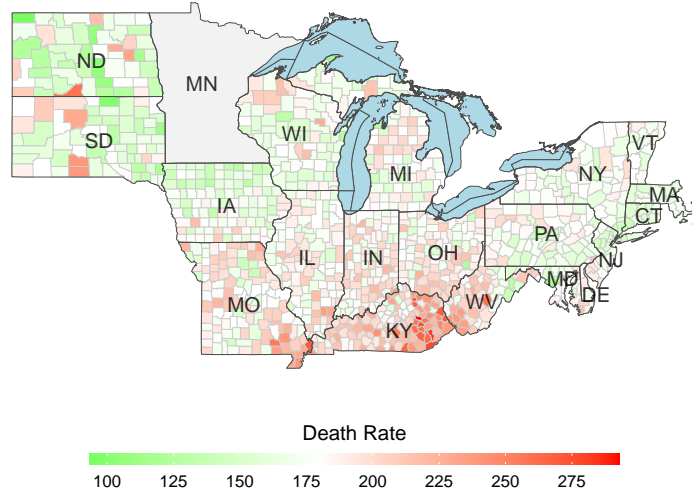 ND
MN
SD
WI
MI
NY
VT
MA
CT
IA
PA
NJ
IL
IN
OH
MD
DE
MO
WV
KY
Death Rate
100 125 150 175 200 225 250 275